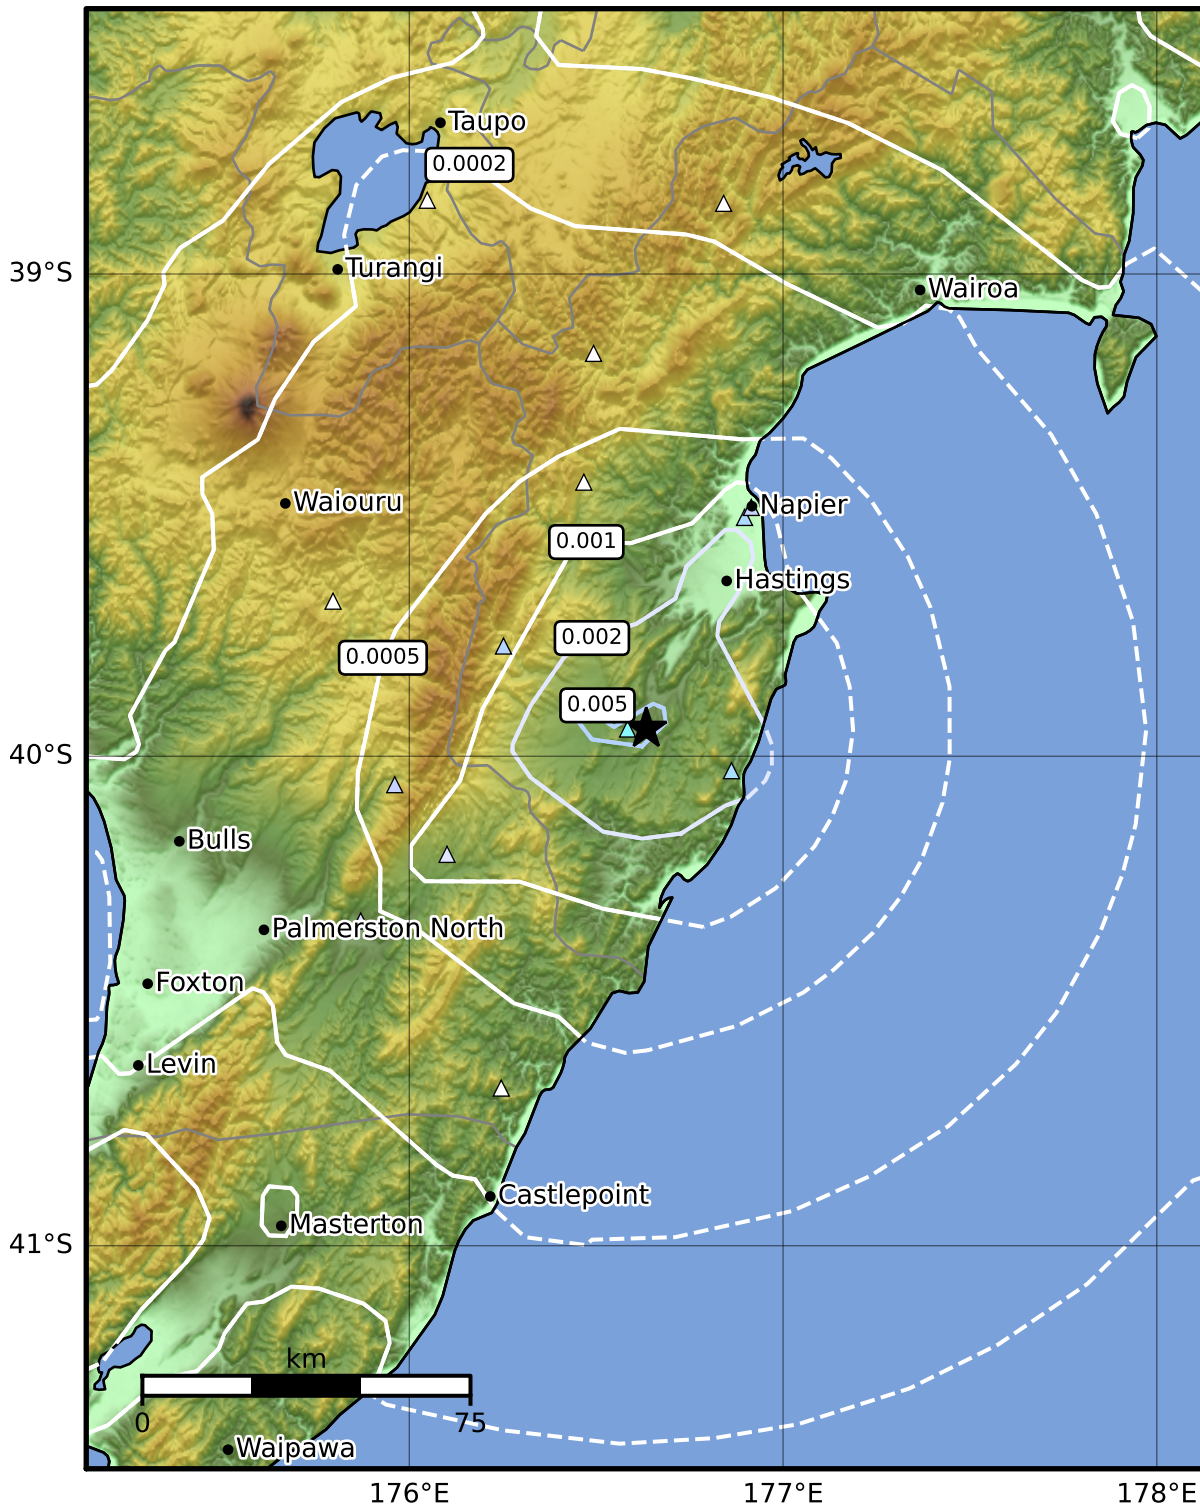 Taupo
0.0002
39°S
Turangi
Wairoa
Waiouru
Napier
0.001
Hastings
0.002
0.0005
0.005
40°S
Bulls
Palmerston North
Foxton
Levin
Castlepoint
Masterton
41°S
km
0 75
Waipawa
176°E 177°E 178°E